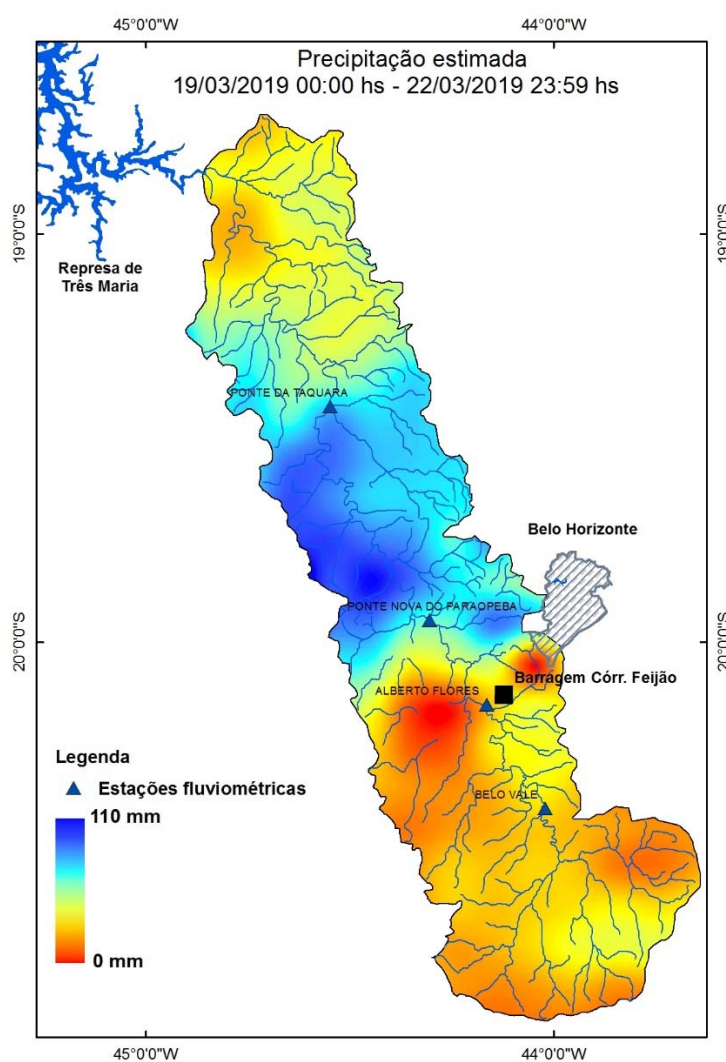 45°0'0"W
44°0'0"W
Precipitação estimada
19/03/2019 00:00 hs - 22/03/2019 23:59 hs
19°0'0"S
19°0'0"S
Represa de
Três Maria
PONTE DA TAQUARA
Belo Horizonte
PONTE NOVA DO PARAOPEBA
20°0'0"S
20°0'0"S
Barragem Córr. Feijão
ALBERTO FLORES
Legenda
Estações fluviométricas
BELO VALE
110 mm
0 mm
45°0'0"W
44°0'0"W